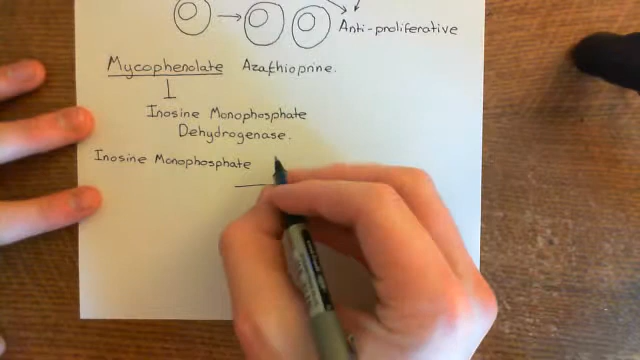 Anti-proliferative
Mycophenolate Azathioprine.
Inosine Monophosphate
Dehydrogenase.
Inosine Monophosphate